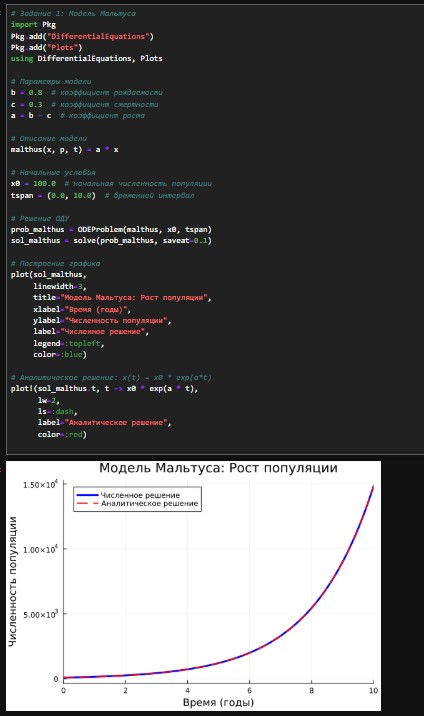 # Задание 1: Модель Мальтуса
import Pkg
Pkg.add("DifferentialEquations")
Pkg.add("Plots")
using DifferentialEquations, Plots
# Параметры модели
b = 0.8  # коэффициент рождаемости
c = 0.3  # коэффициент смертности
a = b - c  # коэффициент роста
# Описание модели
malthus(x, p, t) = a * x
# Начальные условия
x0 = 100.0  # начальная численность популяции
tspan = (0.0, 10.0)  # временной интервал
# Решение ОДУ
prob_malthus = ODEProblem(malthus, x0, tspan)
sol_malthus = solve(prob_malthus, saveat=0.1)
# Построение графика
plot(sol_malthus,
linewidth=3,
title="Модель Мальтуса: Рост популяции",
xlabel="Время (годы)",
ylabel="Численность популяции",
label="Численное решение",
legend=:topleft,
color=:blue)
# Аналитическое решение: x(t) = x0 * exp(a*t)
plot!(sol_malthus.t, t -> x0 * exp(a * t),
lw=2,
ls=:dash,
label="Аналитическое решение",
color=:red)
Модель Мальтуса: Рост популяции
Численное решение
Аналитическое решение
Численность популяции
1.50×10⁴
1.00×10⁴
5.00×10³
0
0 2 4 6 8 10
Время (годы)